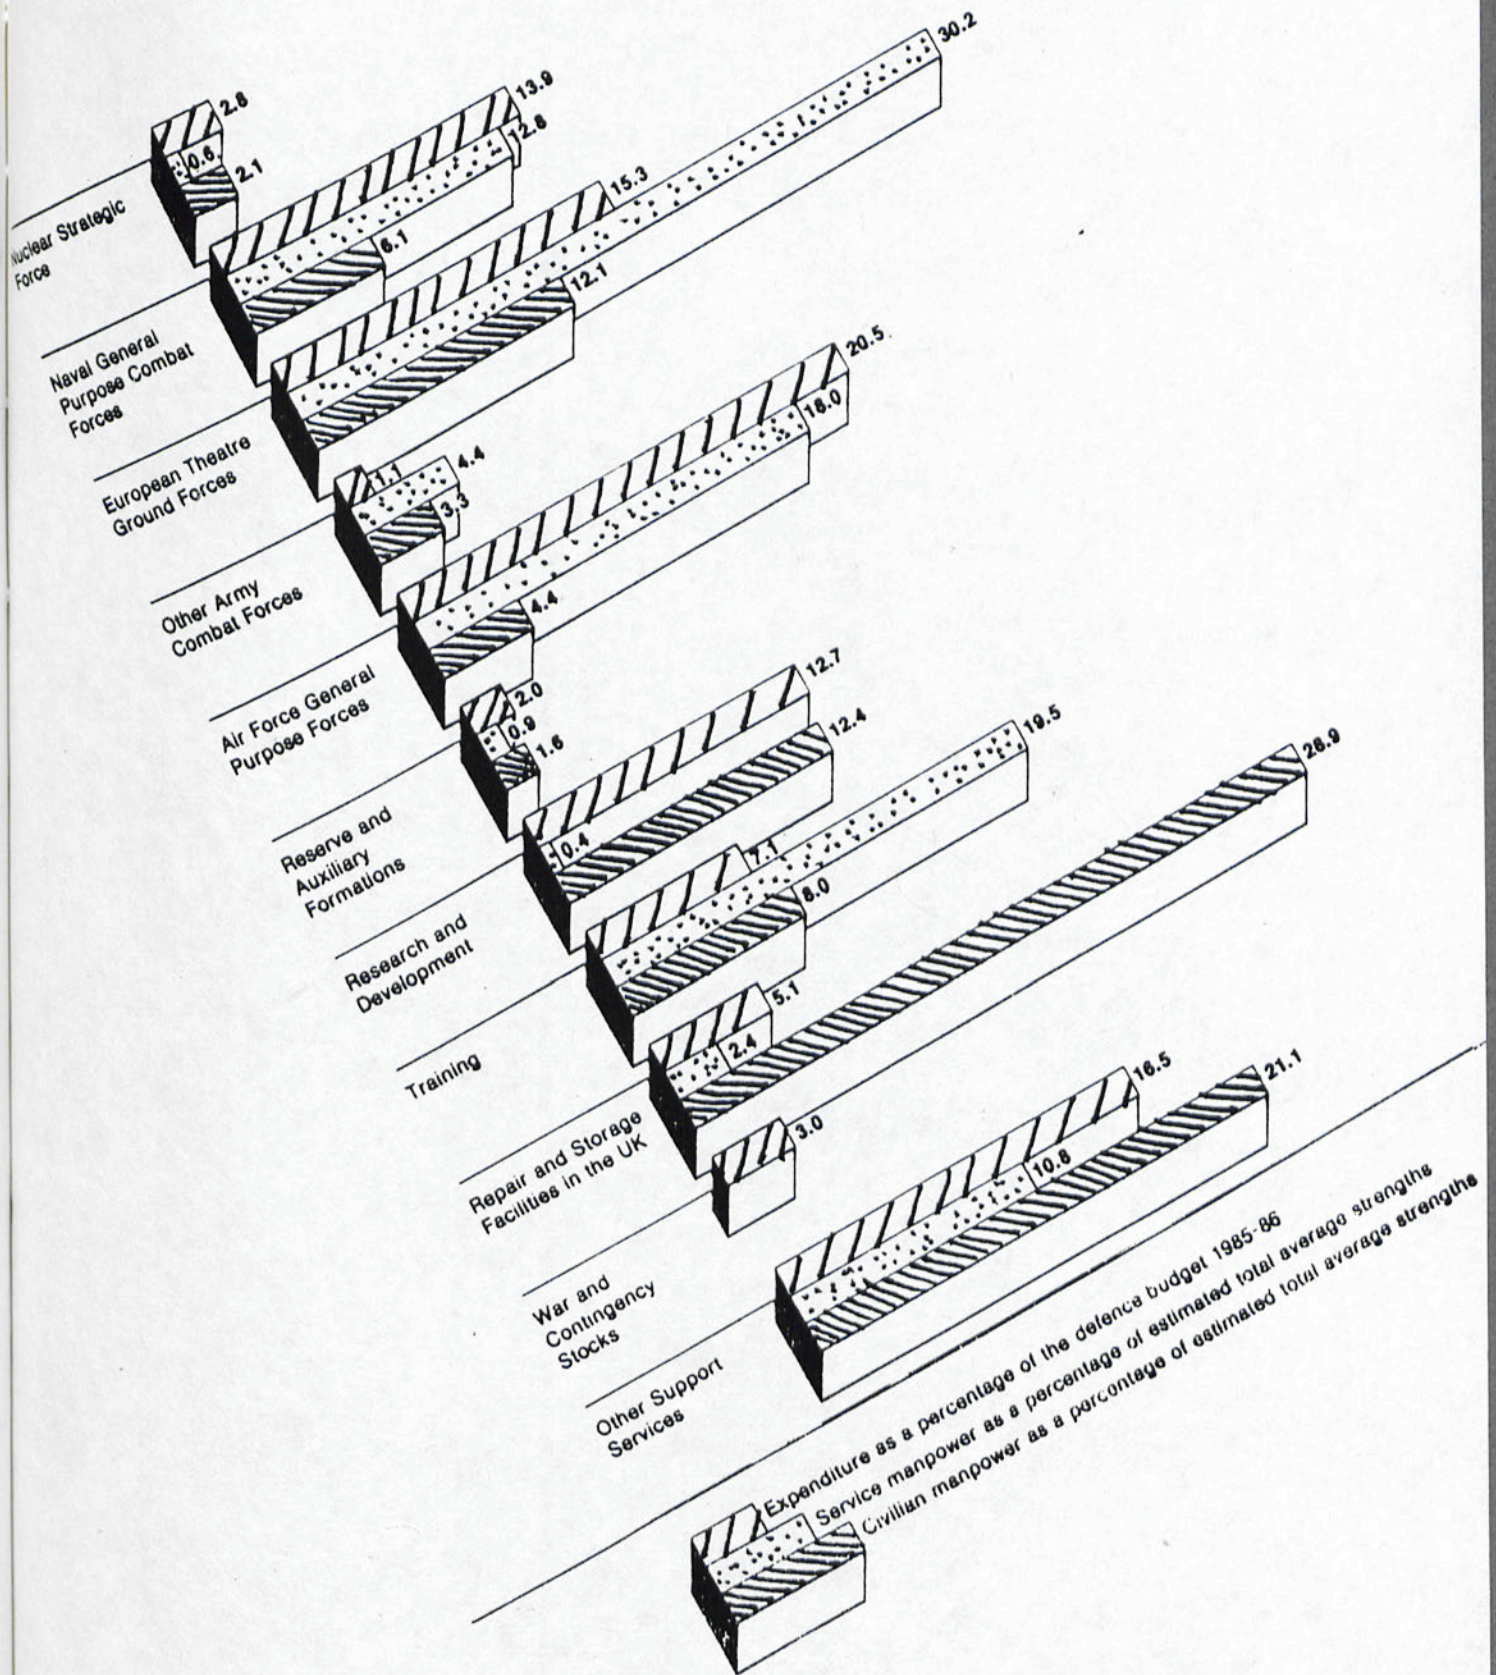 2.8
0.6
2.1
Nuclear Strategic
Force
13.9
12.8
6.1
Naval General
Purpose Combat
Forces
15.3
30.2
12.1
European Theatre
Ground Forces
1.1
4.4
3.3
Other Army
Combat Forces
20.5
18.0
4.4
Air Force General
Purpose Forces
2.0
0.9
1.6
Reserve and
Auxiliary
Formations
12.7
0.4
12.4
Research and
Development
7.1
19.5
8.0
Training
5.1
2.4
28.9
Repair and Storage
Facilities in the UK
3.0
War and
Contingency
Stocks
16.5
10.8
21.1
Other Support
Services
Expenditure as a percentage of the defence budget 1985-86
Service manpower as a percentage of estimated total average strengths
Civilian manpower as a percentage of estimated total average strengths